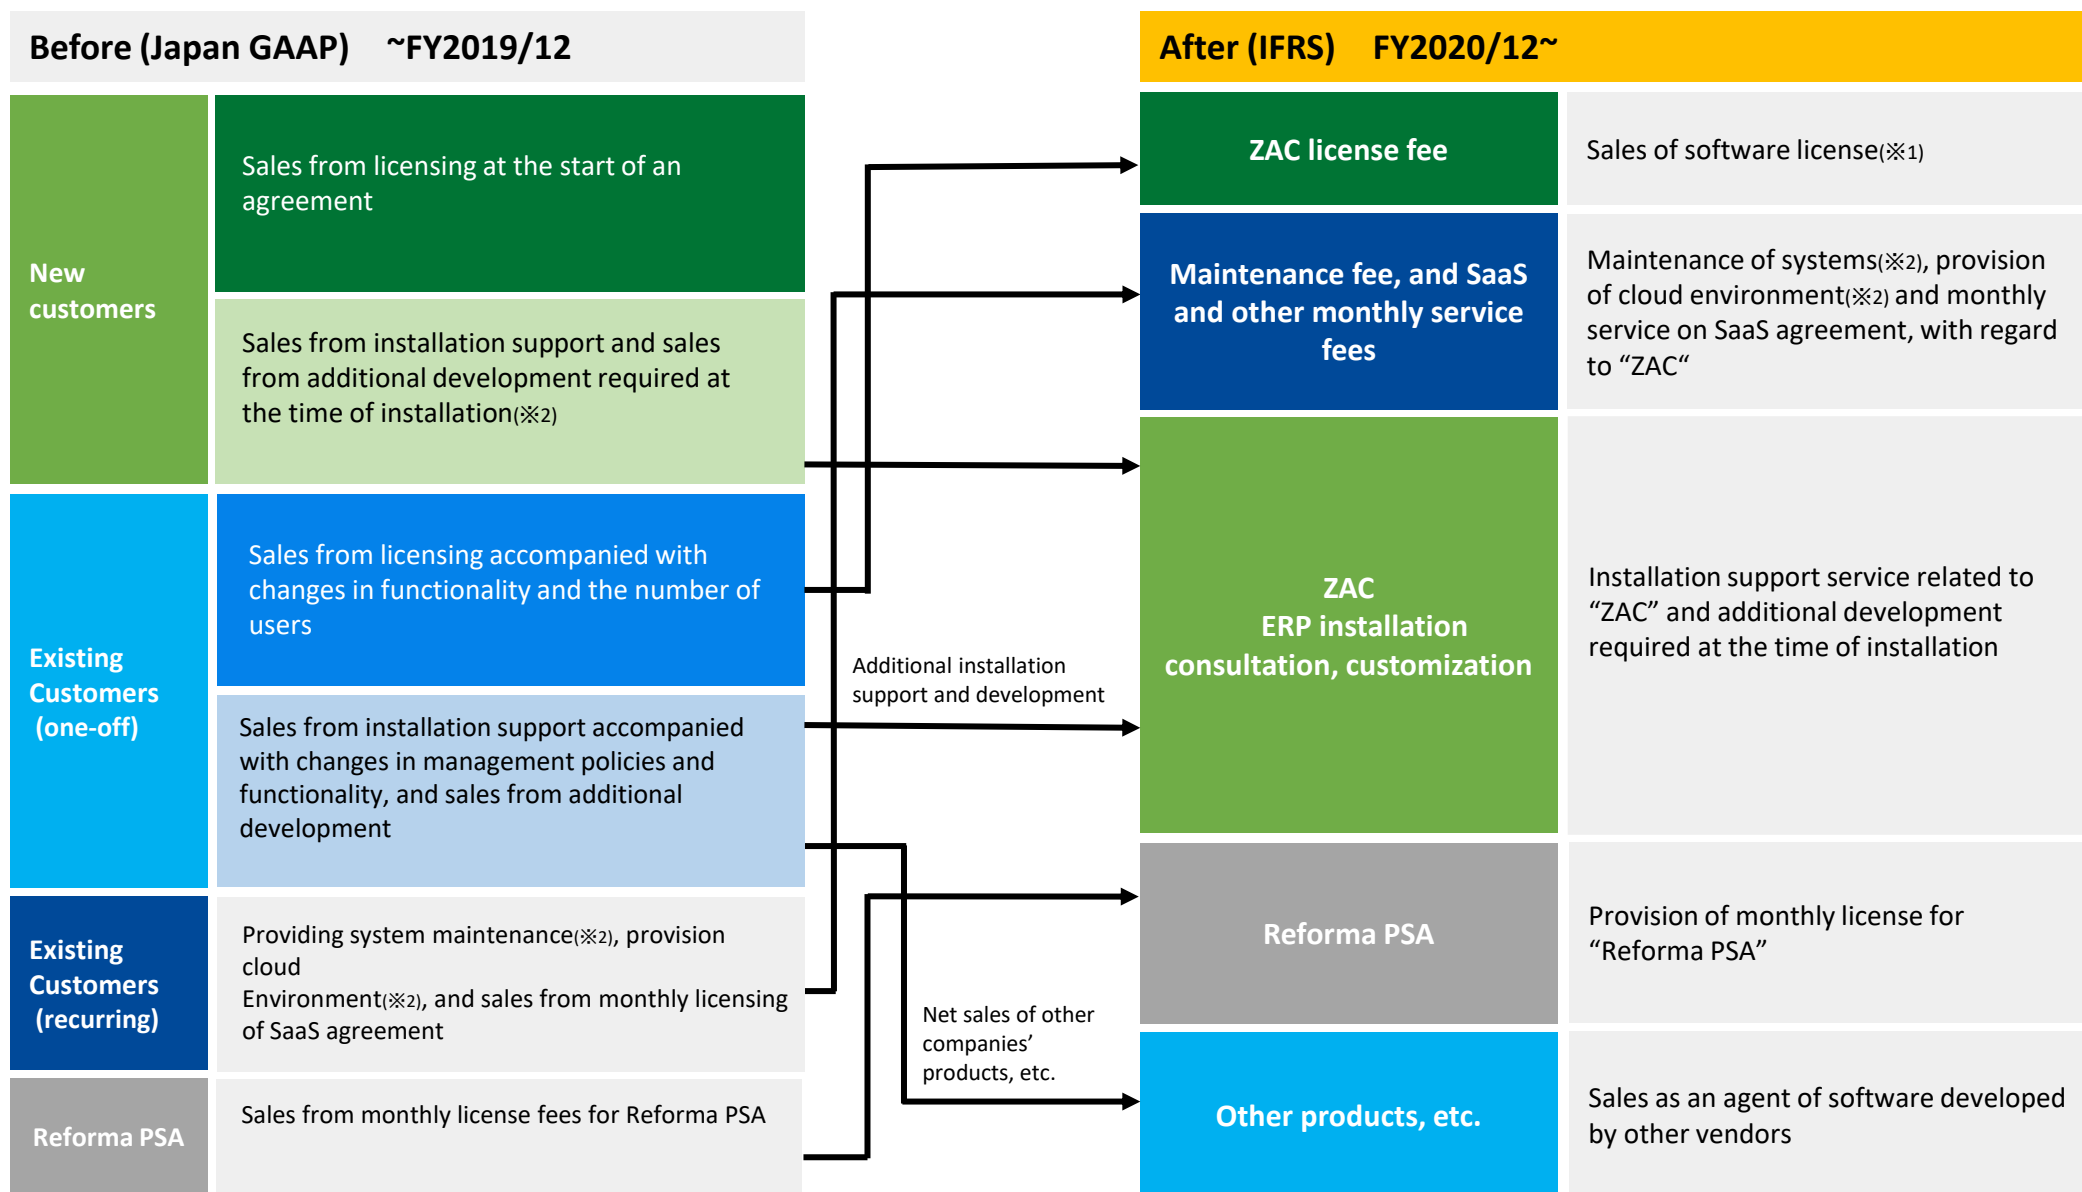 Before (Japan GAAP) ~FY2019/12
New
customers
Sales from licensing at the start of an
agreement
Sales from installation support and sales
from additional development required at
the time of installation(※2)
Existing
Customers
(one-off)
Sales from licensing accompanied with
changes in functionality and the number of
users
Sales from installation support accompanied
with changes in management policies and
functionality, and sales from additional
development
Existing
Customers
(recurring)
Providing system maintenance(※2), provision
cloud
Environment(※2), and sales from monthly licensing
of SaaS agreement
Reforma PSA
Sales from monthly license fees for Reforma PSA
Additional installation
support and development
Net sales of other
companies’
products, etc.
After (IFRS) FY2020/12~
ZAC license fee
Sales of software license(※1)
Maintenance fee, and SaaS
and other monthly service
fees
Maintenance of systems(※2), provision
of cloud environment(※2) and monthly
service on SaaS agreement, with regard
to “ZAC“
ZAC
ERP installation
consultation, customization
Installation support service related to
“ZAC” and additional development
required at the time of installation
Reforma PSA
Provision of monthly license for
“Reforma PSA”
Other products, etc.
Sales as an agent of software developed
by other vendors